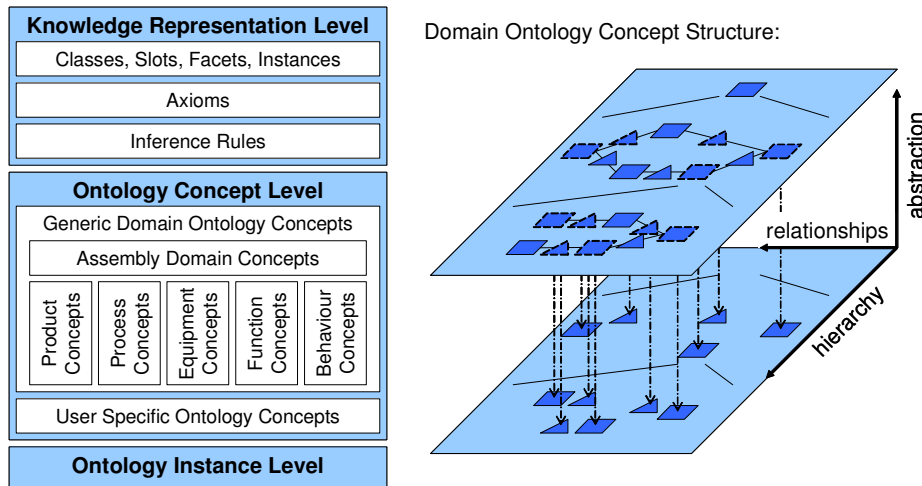 Knowledge Representation Level
Classes, Slots, Facets, Instances
Axioms
Inference Rules
Ontology Concept Level
Generic Domain Ontology Concepts
Assembly Domain Concepts
Product
Concepts
Process
Concepts
Equipment
Concepts
Function
Concepts
Behaviour
Concepts
User Specific Ontology Concepts
Ontology Instance Level
Domain Ontology Concept Structure:
abstraction
relationships
hierarchy